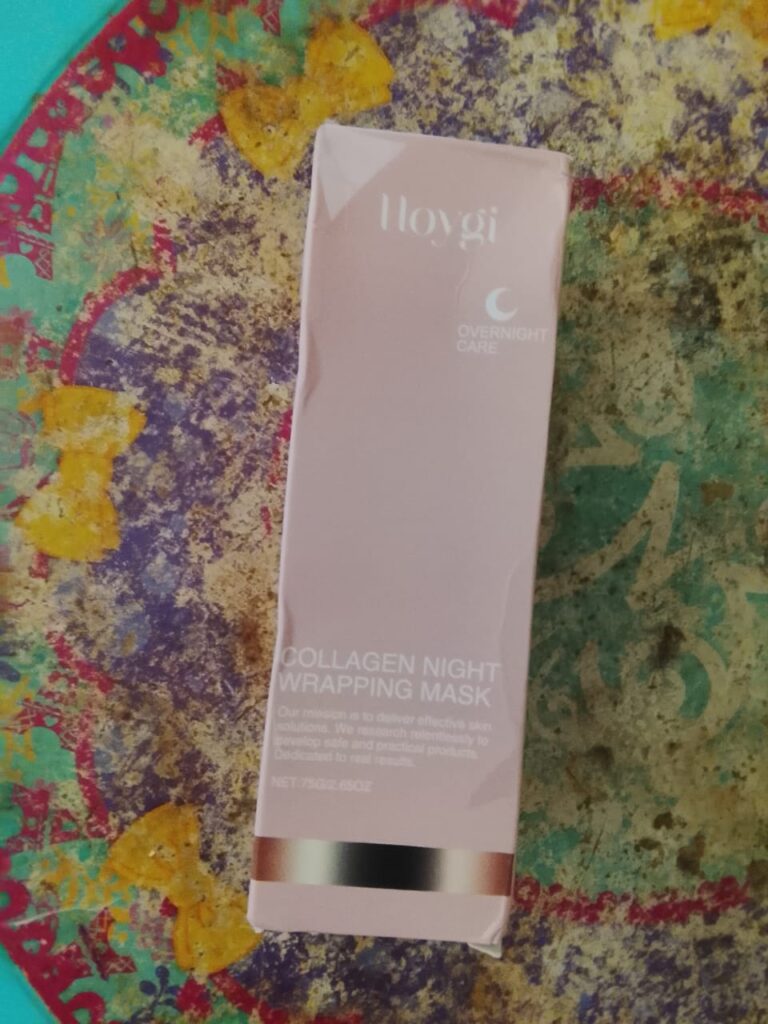 Hoygi
OVERNIGHT
CARE
COLLAGEN NIGHT
WRAPPING MASK
Our mission is to deliver effective skin
solutions. We research relentlessly to
develop safe and practical products.
Dedicated to real results.
NET 75G/2.65OZ